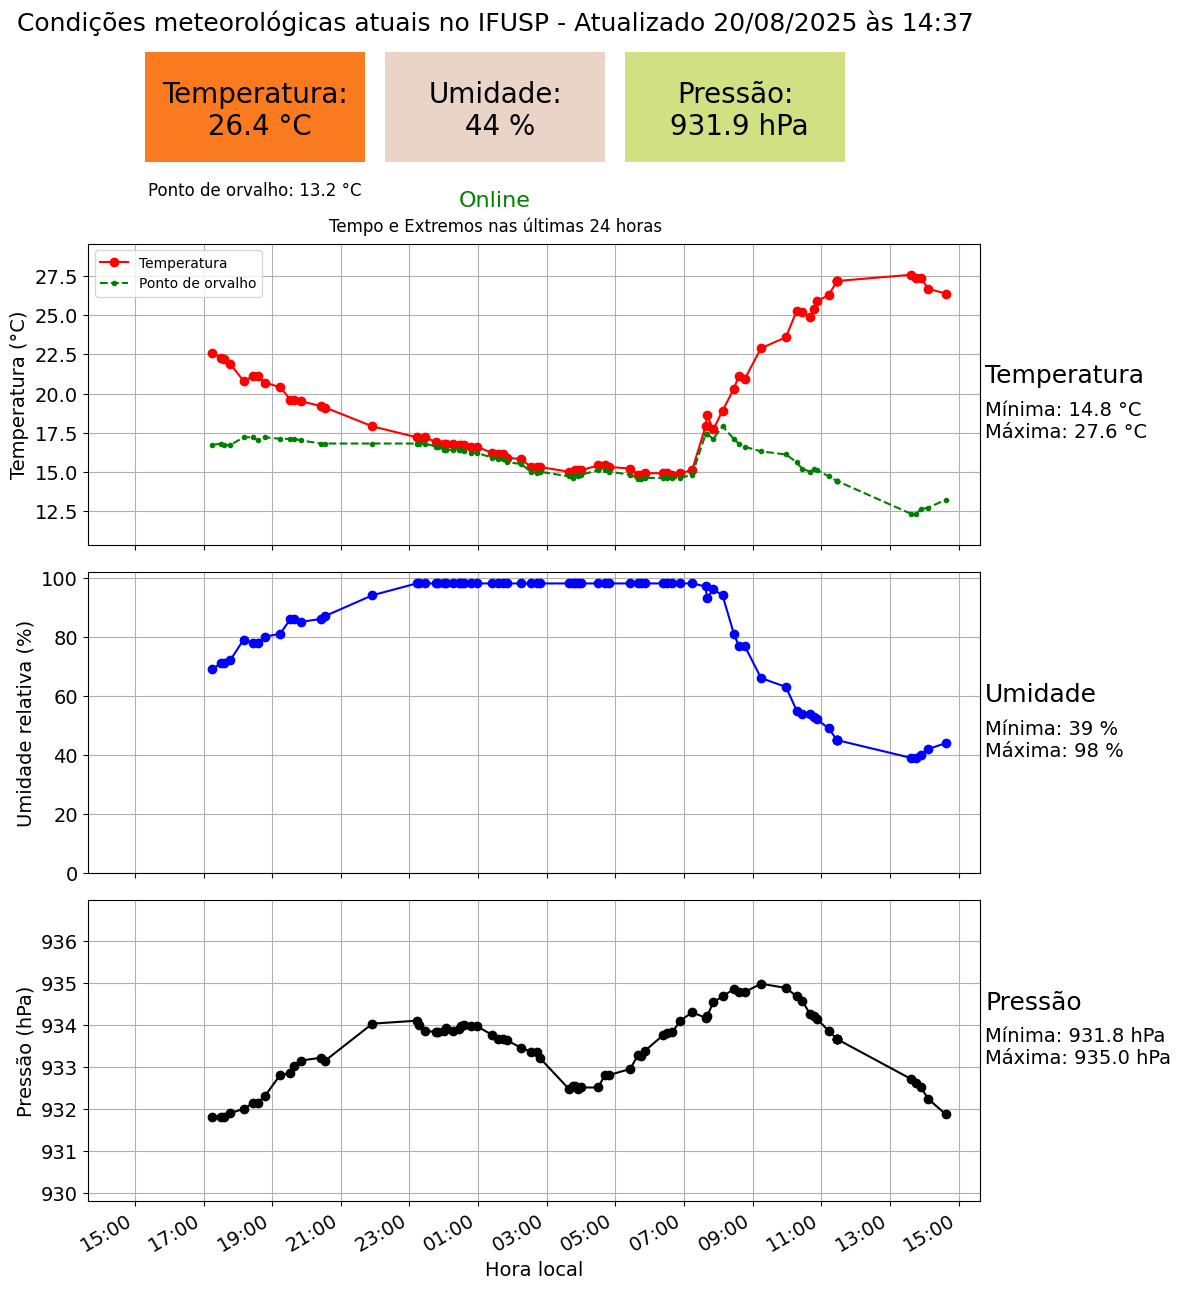 Condições meteorológicas atuais no IFUSP - Atualizado 20/08/2025 às 14:37
Temperatura:
26.4 °C
Umidade:
44 %
Pressão:
931.9 hPa
Ponto de orvalho: 13.2 °C
Online
Tempo e Extremos nas últimas 24 horas
Temperatura
Ponto de orvalho
Temperatura (°C)
27.5
25.0
22.5
20.0
17.5
15.0
12.5
Temperatura
Mínima: 14.8 °C
Máxima: 27.6 °C
Umidade relativa (%)
100
80
60
40
20
0
Umidade
Mínima: 39 %
Máxima: 98 %
Pressão (hPa)
936
935
934
933
932
931
930
Pressão
Mínima: 931.8 hPa
Máxima: 935.0 hPa
15:00
17:00
19:00
21:00
23:00
01:00
03:00
05:00
07:00
09:00
11:00
13:00
15:00
Hora local